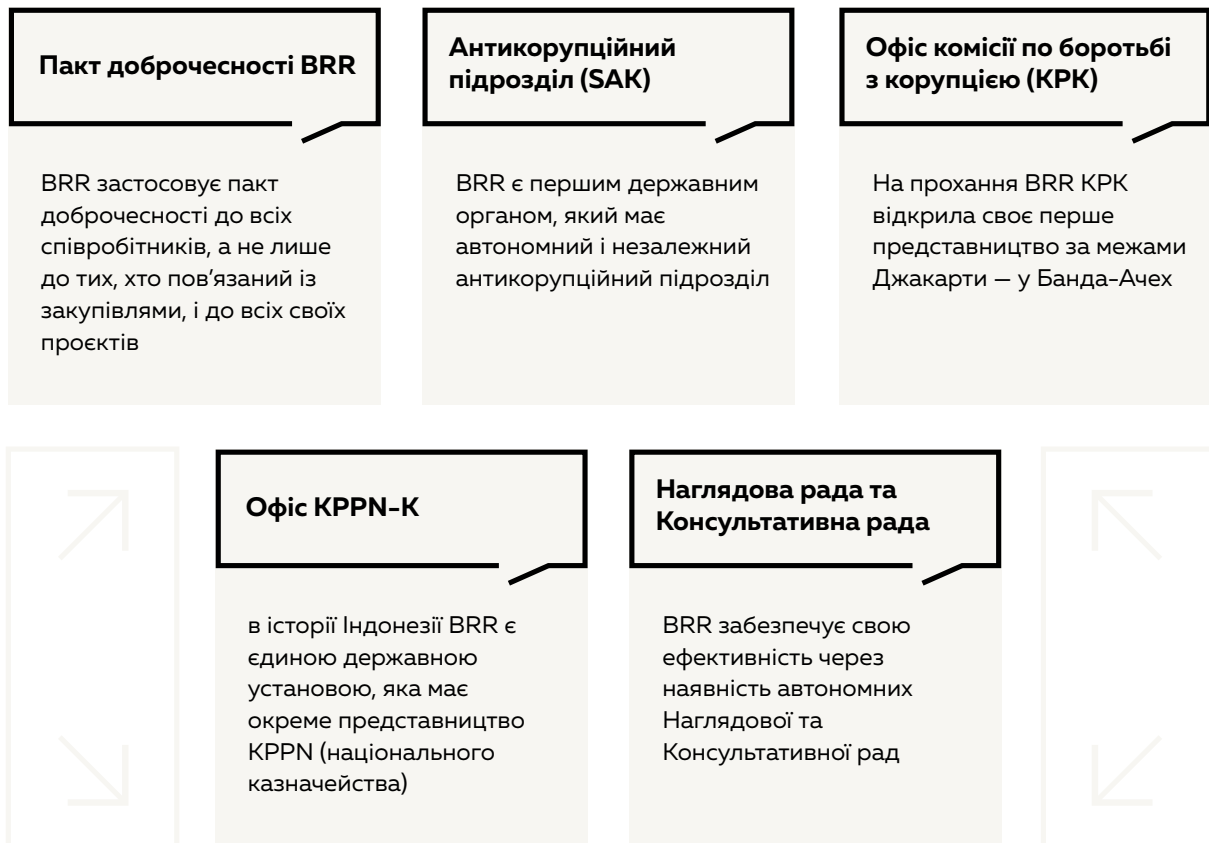 Пакт доброчесності BRR
BRR застосовує пакт
доброчесності до всіх
співробітників, а не лише
до тих, хто пов’язаний із
закупівлями, і до всіх своїх
проєктів
Антикорупційний
підрозділ (SAK)
BRR є першим державним
органом, який має
автономний і незалежний
антикорупційний підрозділ
Офіс комісії по боротьбі
з корупцією (КРК)
На прохання BRR КРК
відкрила своє перше
представництво за межами
Джакарти — у Банда-Ачех
Офіс KPPN-K
в історії Індонезії BRR є
єдиною державною
установою, яка має
окреме представництво
KPPN (національного
казначейства)
Наглядова рада та
Консультативна рада
BRR забезпечує свою
ефективність через
наявність автономних
Наглядової та
Консультативної рад